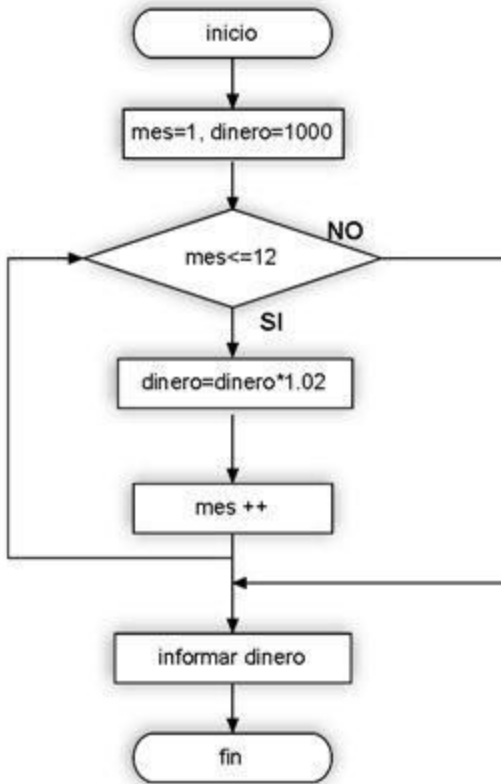 inicio
mes=1, dinero=1000
NO
mes<=12
SI
dinero=dinero*1.02
mes ++
informar dinero
fin